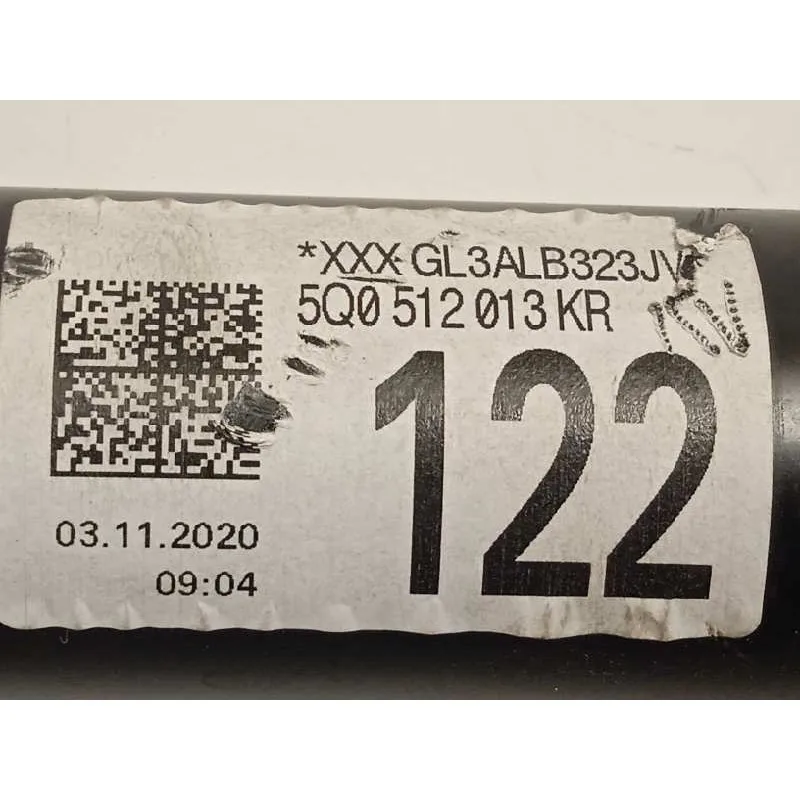 *XXX GL3ALB323JV
5Q0 512 013 KR
122
03.11.2020
09:04